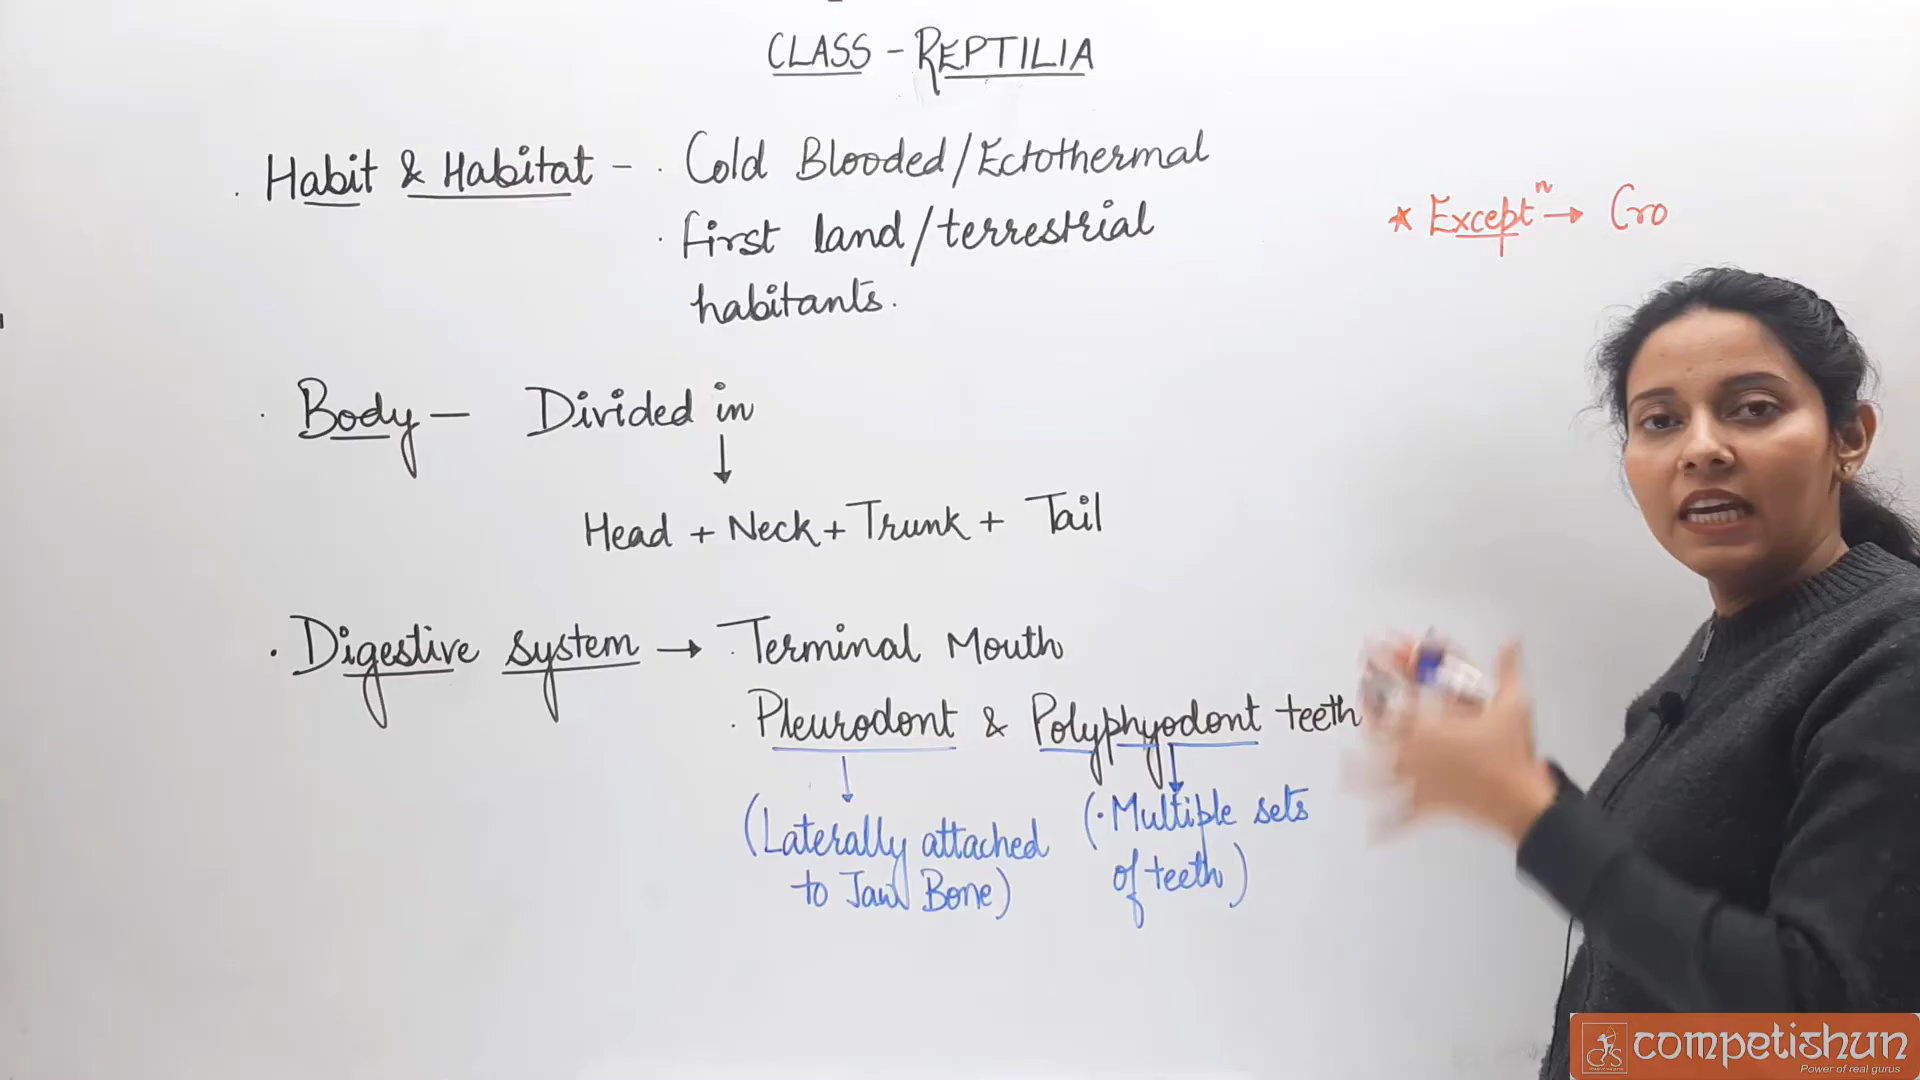 CLASS - REPTILIA
. Habit & Habitat - . Cold Blooded/Ectothermal
. first land/terrestrial
habitants.
* Exceptⁿ → Cro
. Body - Divided in
↓
Head + Neck + Trunk + Tail
. Digestive system → . Terminal Mouth
. Pleurodont & Polyphyodont teeth
(Laterally attached
to Jaw Bone)
(. Multiple sets
of teeth)
competishun
Power of real gurus